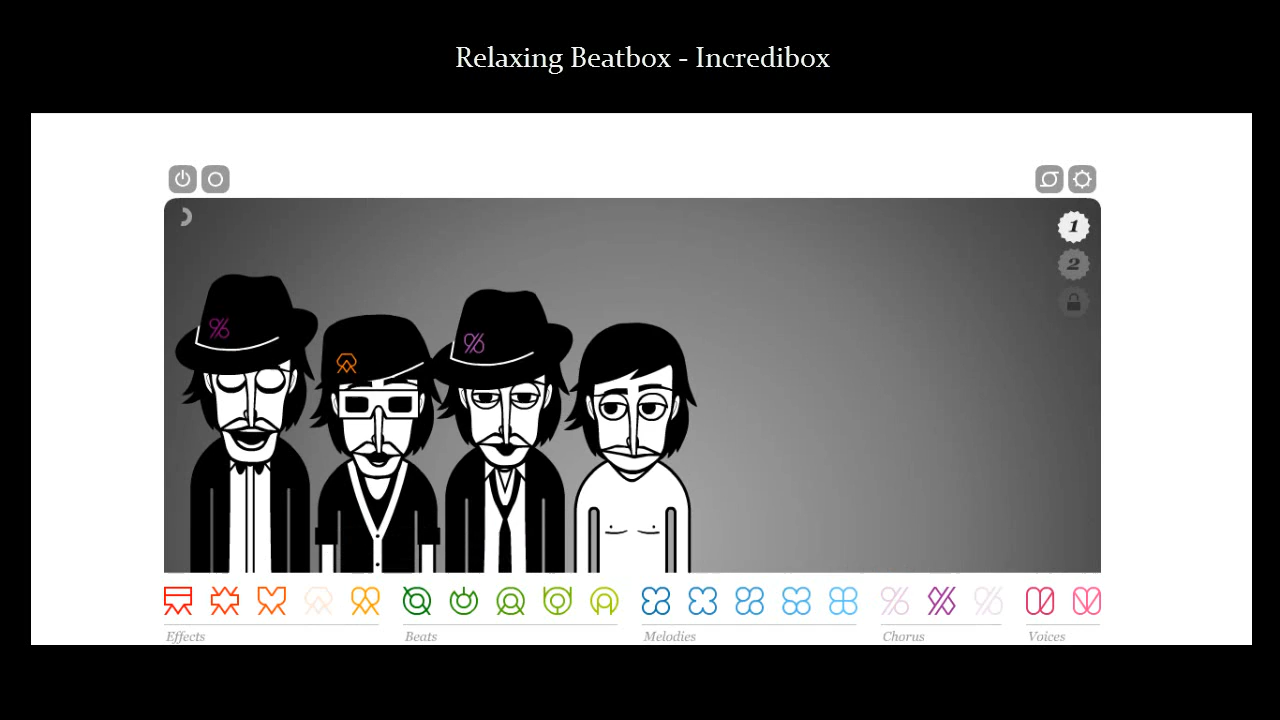 Relaxing Beatbox - Incredibox
1
2
Effects
Beats
Melodies
Chorus
Voices